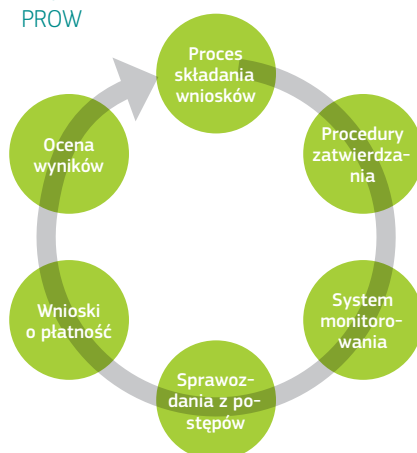 PROW
Proces
składania
wniosków
Procedury
zatwierdza-
nia
System
monitoro-
wania
Sprawoz-
dania z po-
stępów
Wnioski
o płatność
Ocena
wyników